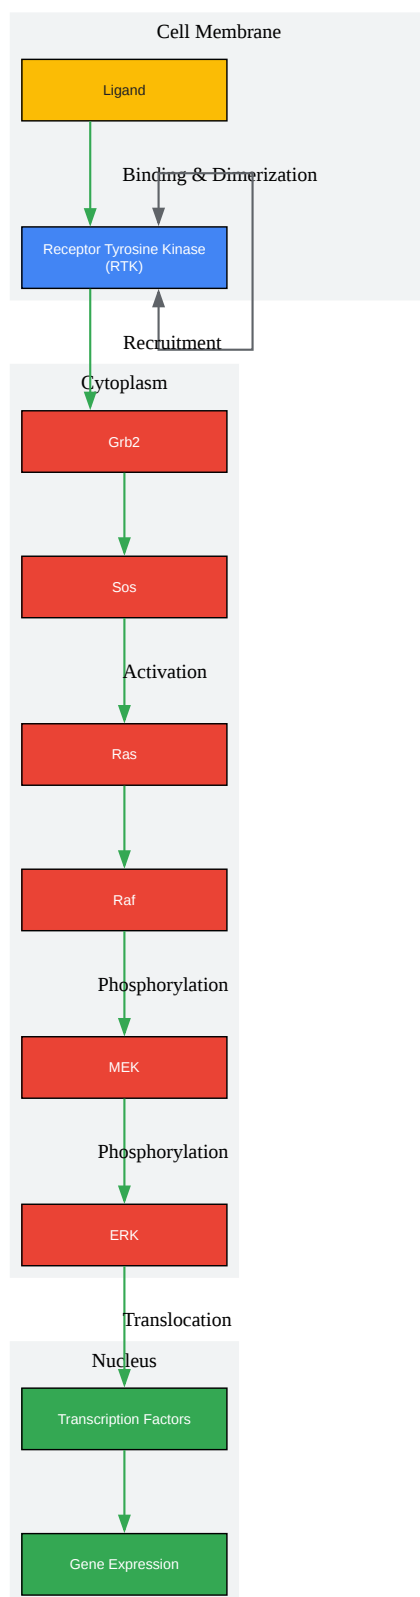 Cell Membrane
Ligand
Binding & Dimerization
Receptor Tyrosine Kinase
(RTK)
Recruitment
Cytoplasm
Grb2
Sos
Activation
Ras
Raf
Phosphorylation
MEK
Phosphorylation
ERK
Translocation
Nucleus
Transcription Factors
Gene Expression